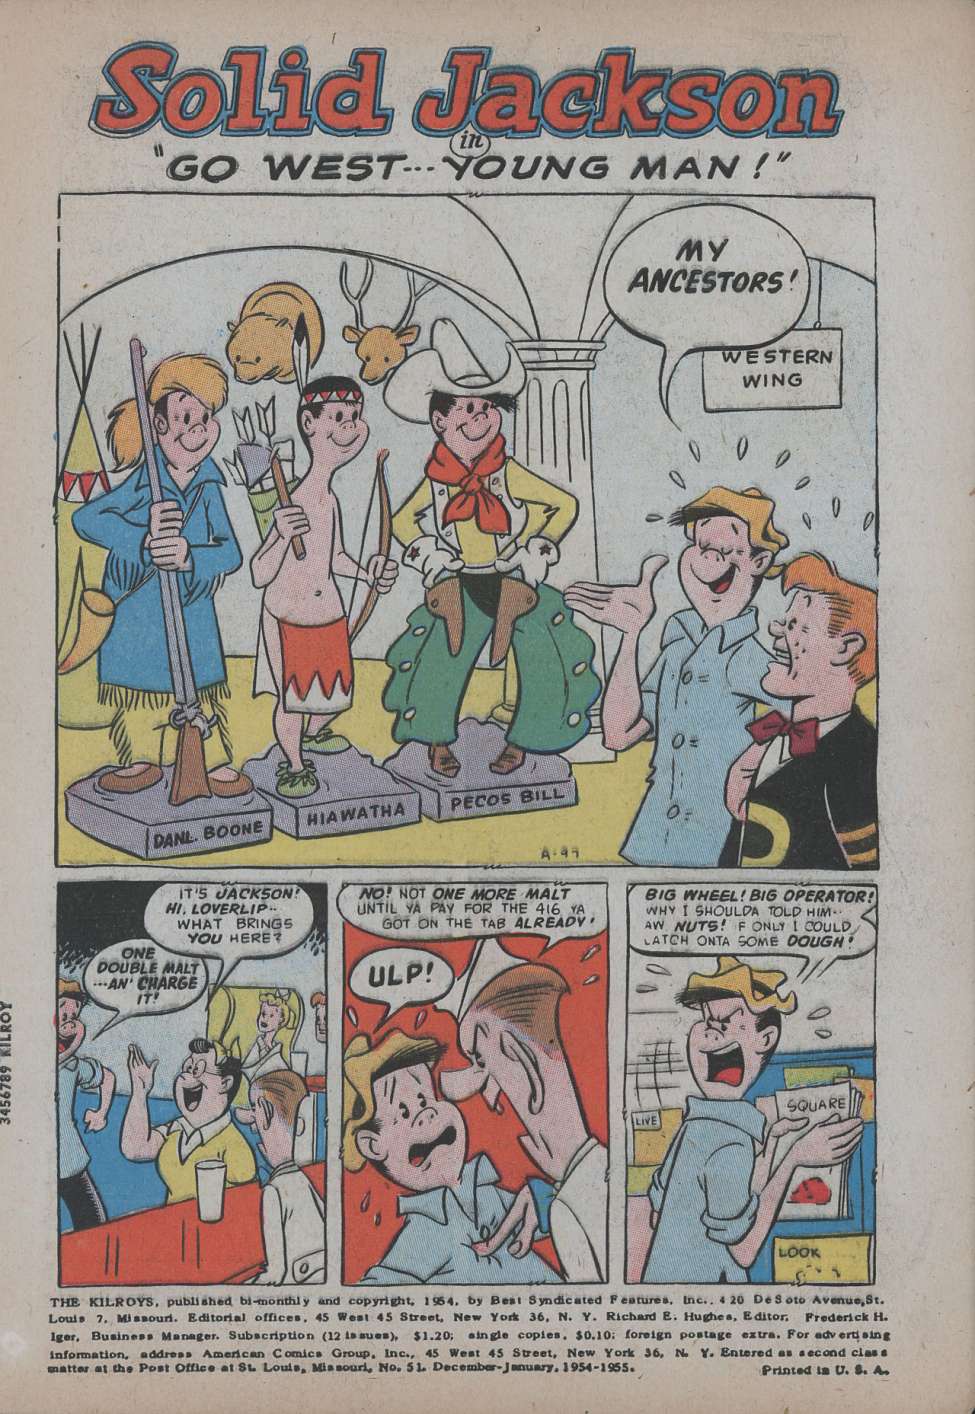 Solid Jackson
in
"GO WEST--- YOUNG MAN!"
MY
ANCESTORS!
WESTERN
WING
DANL. BOONE
HIAWATHA
PECOS BILL
A-99
IT'S JACKSON!
HI, LOVERLIP--
WHAT BRINGS
YOU HERE?
ONE
DOUBLE MALT
...AN' CHARGE
IT!
NO! NOT ONE MORE MALT
UNTIL YA PAY FOR THE 416 YA
GOT ON THE TAB ALREADY!
ULP!
BIG WHEEL! BIG OPERATOR!
WHY I SHOULDA TOLD HIM--
AW NUTS! IF ONLY I COULD
LATCH ONTA SOME DOUGH!
LIVE
SQUARE
LOOK
3456789 KILROY
THE KILROYS, published bi-monthly and copyright, 1954, by Best Syndicated Features, Inc., 420 DeSoto Avenue, St.
Louis 7, Missouri. Editorial offices, 45 West 45 Street, New York 36, N. Y. Richard E. Hughes, Editor. Frederick H.
Iger, Business Manager. Subscription (12 issues), $1.20; single copies, $0.10; foreign postage extra. For advertising
information, address American Comics Group, Inc., 45 West 45 Street, New York 36, N. Y. Entered as second class
matter at the Post Office at St. Louis, Missouri, No. 51. December-January, 1954-1955.
Printed in U. S. A.